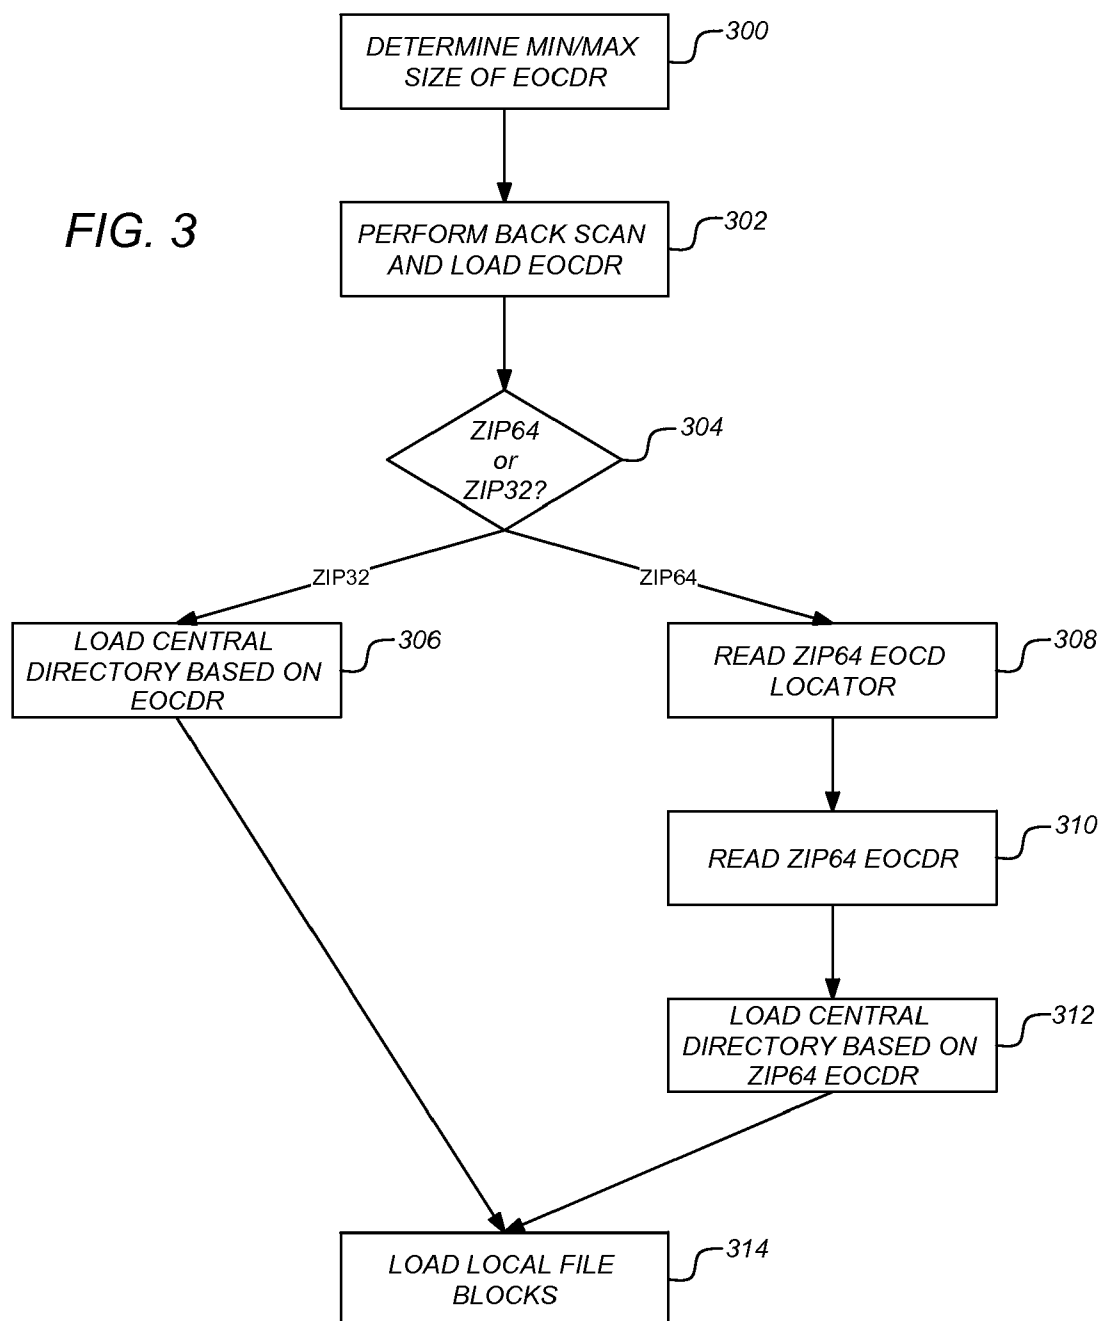 DETERMINE MIN/MAX
SIZE OF EOCDR
300
FIG. 3
PERFORM BACK SCAN
AND LOAD EOCDR
302
ZIP64
or
ZIP32?
304
ZIP32
ZIP64
LOAD CENTRAL
DIRECTORY BASED ON
EOCDR
306
READ ZIP64 EOCD
LOCATOR
308
READ ZIP64 EOCDR
310
LOAD CENTRAL
DIRECTORY BASED ON
ZIP64 EOCDR
312
LOAD LOCAL FILE
BLOCKS
314